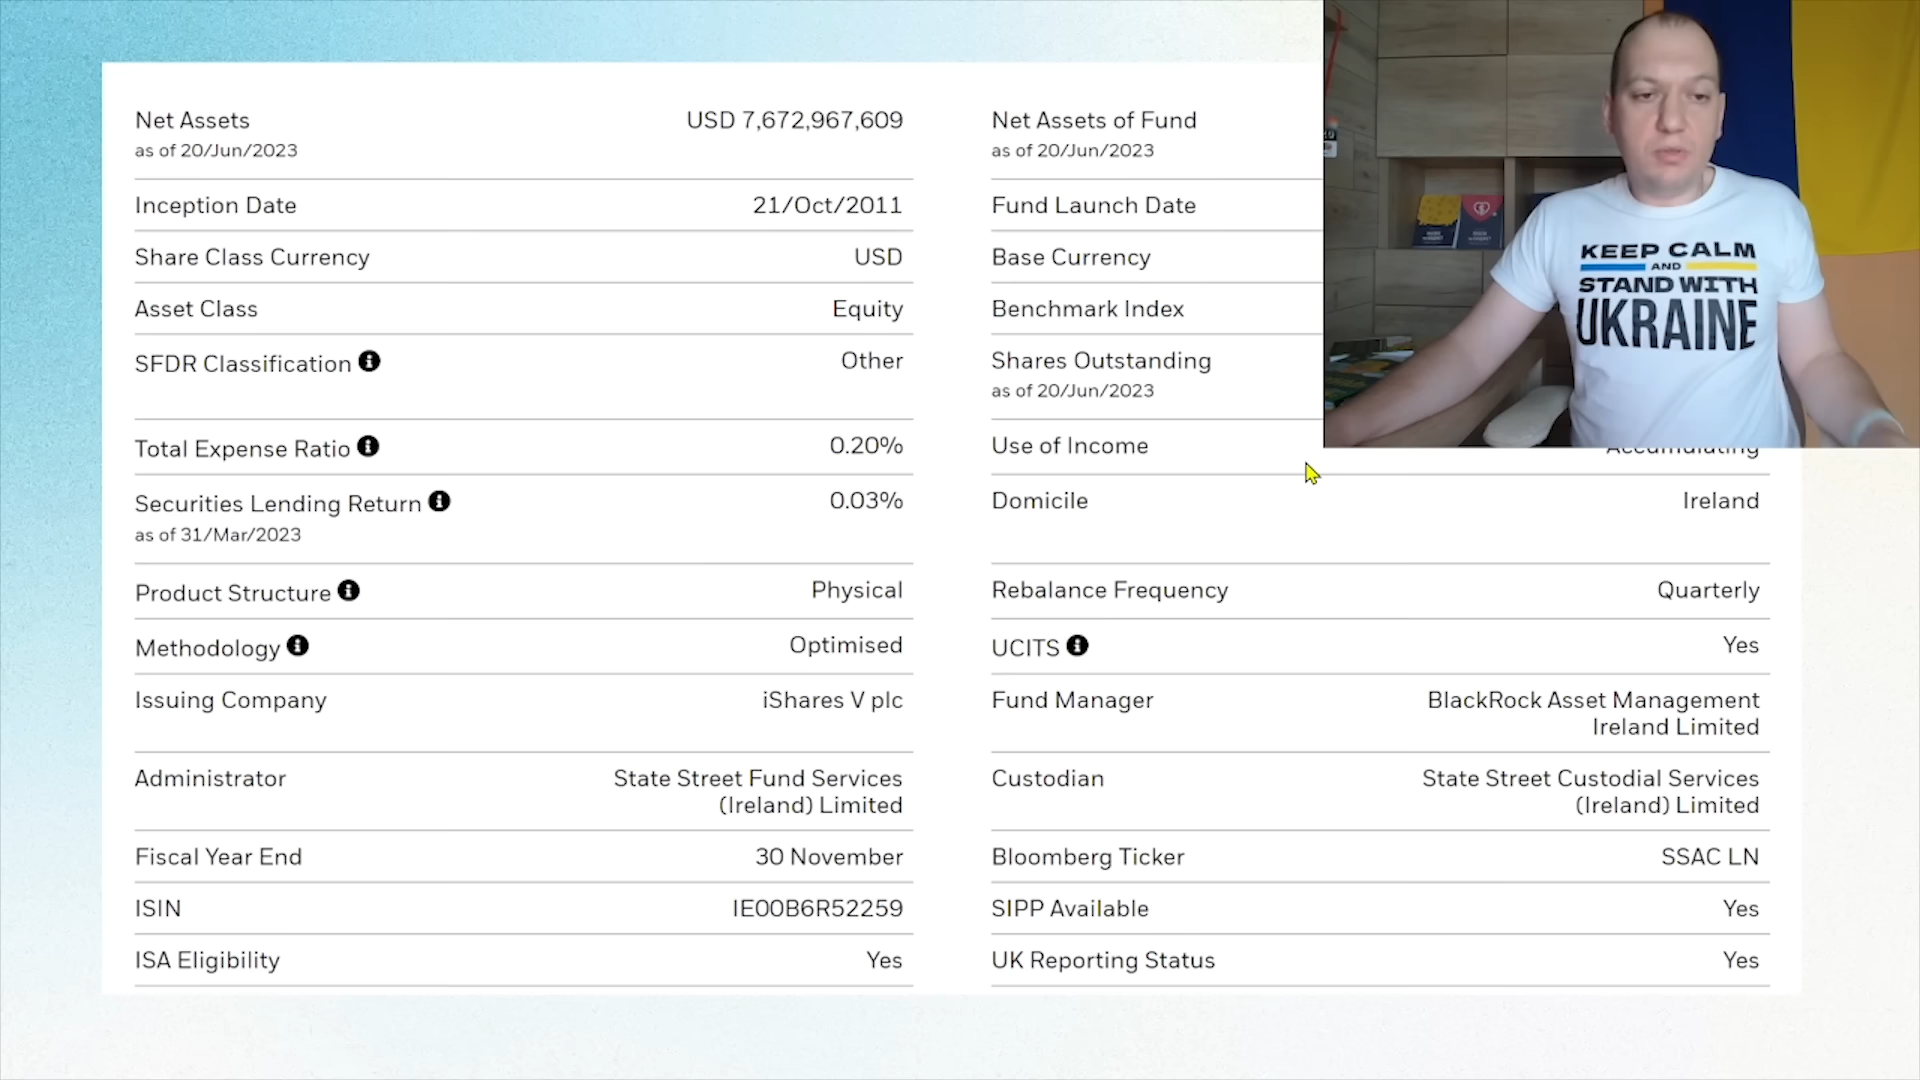 Net Assets USD 7,672,967,609
as of 20/Jun/2023
Inception Date 21/Oct/2011
Share Class Currency USD
Asset Class Equity
SFDR Classification Other
Total Expense Ratio 0.20%
Securities Lending Return 0.03%
as of 31/Mar/2023
Product Structure Physical
Methodology Optimised
Issuing Company iShares V plc
Administrator State Street Fund Services
(Ireland) Limited
Fiscal Year End 30 November
ISIN IE00B6R52259
ISA Eligibility Yes
Net Assets of Fund
as of 20/Jun/2023
Fund Launch Date
Base Currency
Benchmark Index
Shares Outstanding
as of 20/Jun/2023
Use of Income Accumulating
Domicile Ireland
Rebalance Frequency Quarterly
UCITS Yes
Fund Manager BlackRock Asset Management
Ireland Limited
Custodian State Street Custodial Services
(Ireland) Limited
Bloomberg Ticker SSAC LN
SIPP Available Yes
UK Reporting Status Yes
KEEP CALM
AND
STAND WITH
UKRAINE